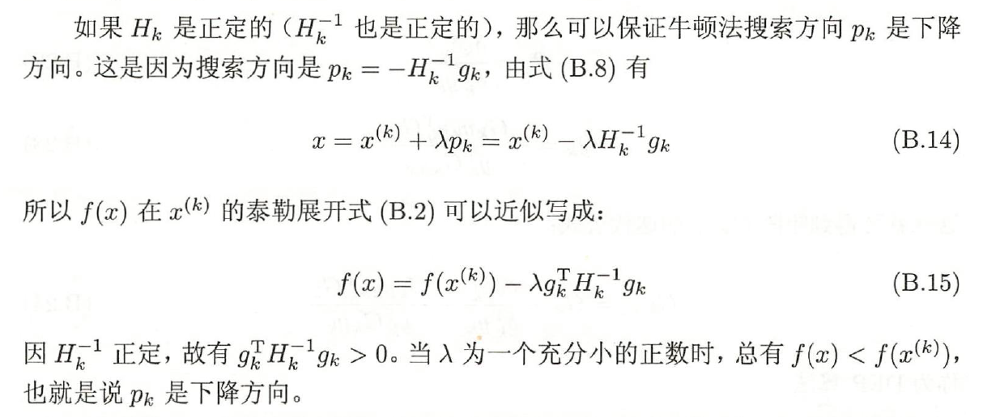 如果 $H_k$ 是正定的（$H_k^{-1}$ 也是正定的），那么可以保证牛顿法搜索方向 $p_k$ 是下降
方向。这是因为搜索方向是 $p_k = -H_k^{-1} g_k$，由式 (B.8) 有
$x = x^{(k)} + \lambda p_k = x^{(k)} - \lambda H_k^{-1} g_k$ (B.14)
所以 $f(x)$ 在 $x^{(k)}$ 的泰勒展开式 (B.2) 可以近似写成：
$f(x) = f(x^{(k)}) - \lambda g_k^{\mathrm{T}} H_k^{-1} g_k$ (B.15)
因 $H_k^{-1}$ 正定，故有 $g_k^{\mathrm{T}} H_k^{-1} g_k > 0$。当 $\lambda$ 为一个充分小的正数时，总有 $f(x) < f(x^{(k)})$，
也就是说 $p_k$ 是下降方向。